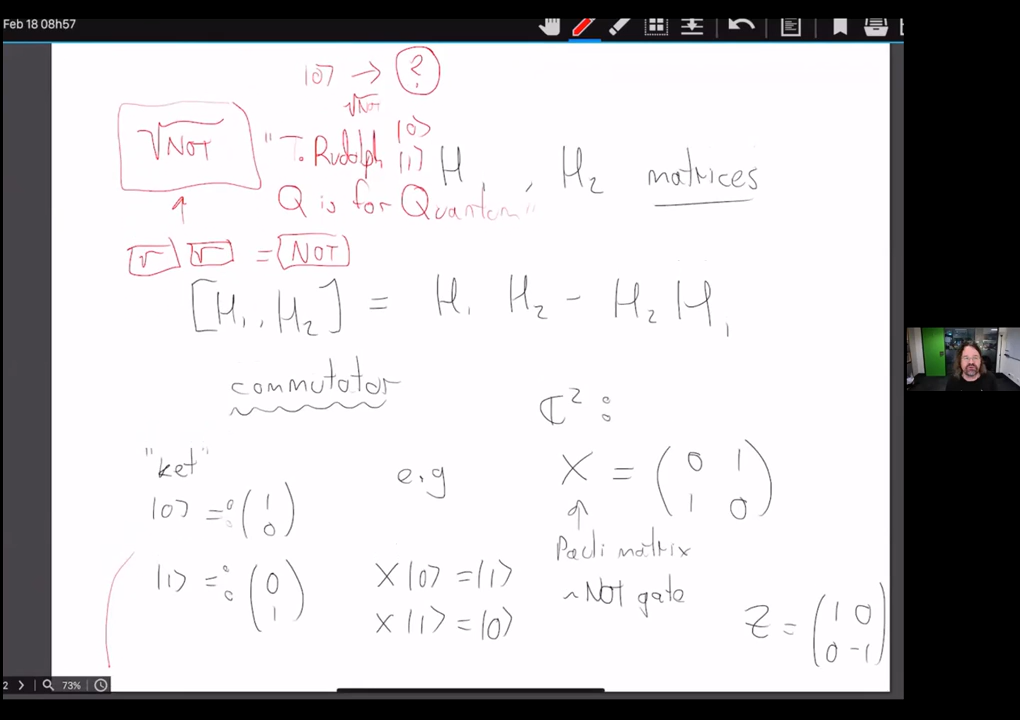 Feb 18 08h57
|0⟩ → ?
√NOT
√NOT
"T. Rudolph
Q is for Quantum"
|0⟩
|1⟩
H₁, H₂ matrices
√ √ = NOT
[H₁, H₂] = H₁ H₂ - H₂ H₁
commutator
ℂ² :
"ket"
|0⟩ =: (1 0)
e.g
X = (0 1
1 0)
↑
Pauli matrix
~NOT gate
|1⟩ =: (0 1)
X|0⟩ = |1⟩
X|1⟩ = |0⟩
Z = (1 0
0 -1)
2 > 73%